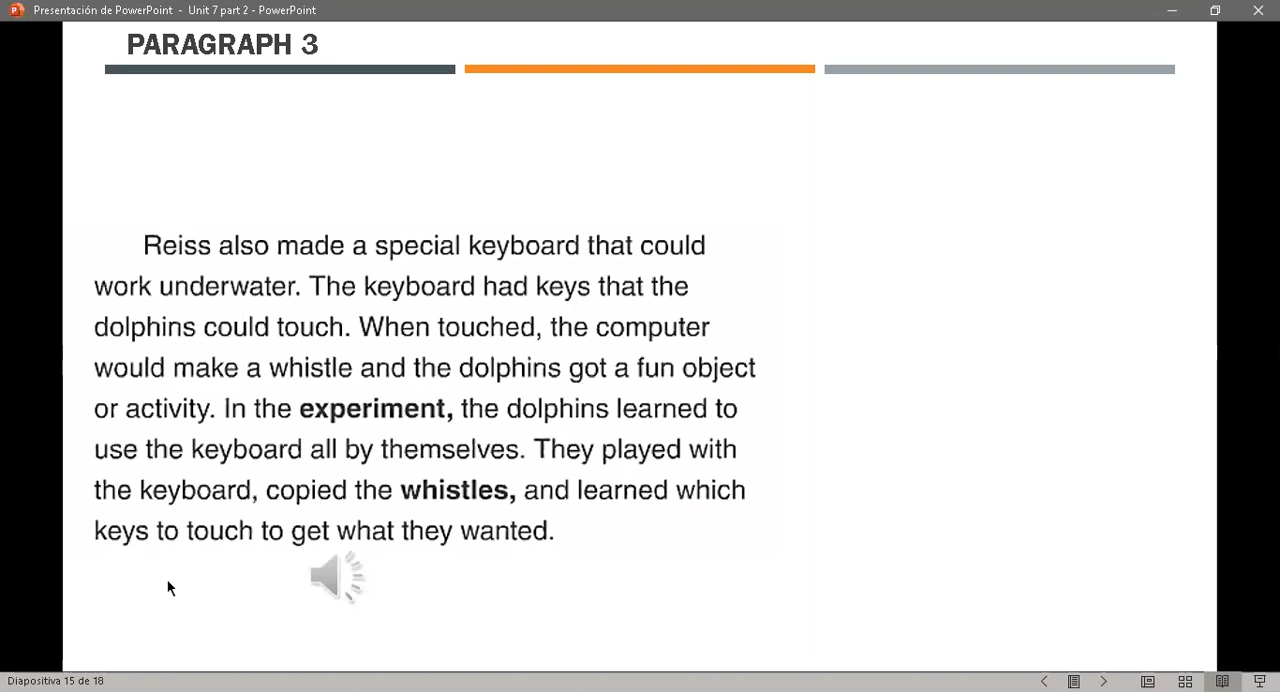 Presentación de PowerPoint - Unit 7 part 2 - PowerPoint
PARAGRAPH 3
Reiss also made a special keyboard that could
work underwater. The keyboard had keys that the
dolphins could touch. When touched, the computer
would make a whistle and the dolphins got a fun object
or activity. In the experiment, the dolphins learned to
use the keyboard all by themselves. They played with
the keyboard, copied the whistles, and learned which
keys to touch to get what they wanted.
Diapositiva 15 de 18